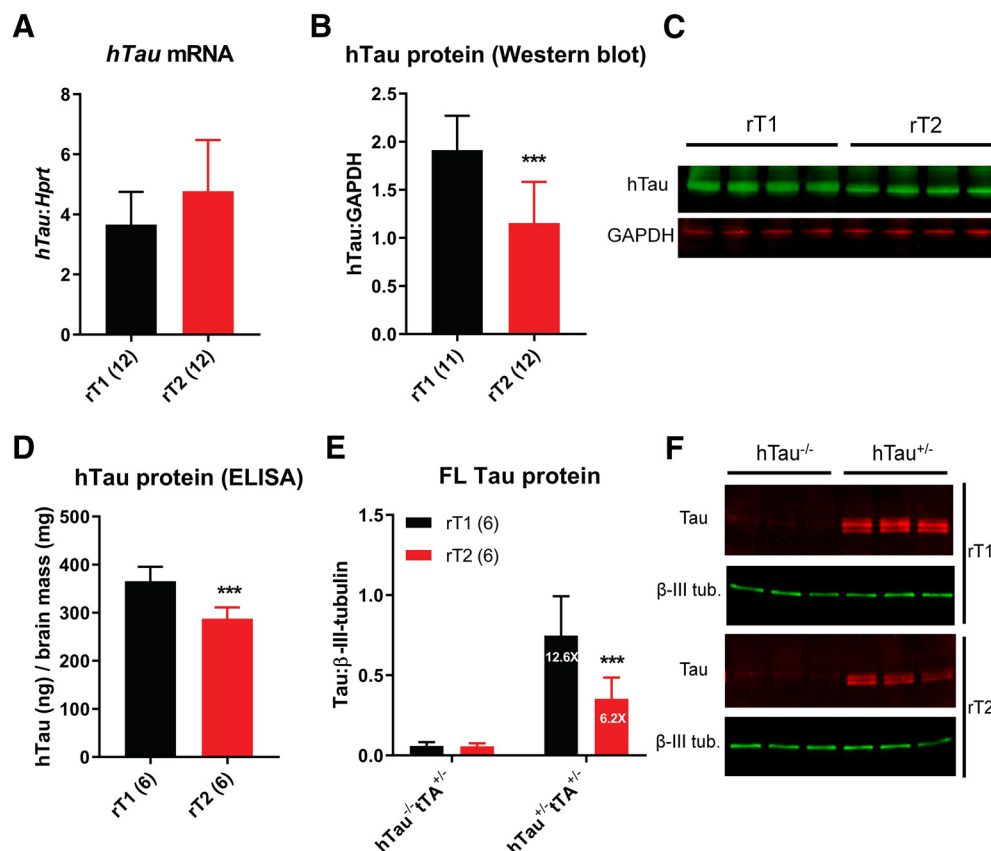 A
hTau mRNA
hTau:Hprt
8
6
4
2
0
rT1 (12)
rT2 (12)
B
hTau protein (Western blot)
hTau:GAPDH
2.5
2.0
1.5
1.0
0.5
0.0
***
rT1 (11)
rT2 (12)
C
rT1
rT2
hTau
GAPDH
D
hTau protein (ELISA)
hTau (ng) / brain mass (mg)
500
400
300
200
100
0
***
rT1 (6)
rT2 (6)
E
FL Tau protein
Tau:β-III-tubulin
1.5
1.0
0.5
0.0
rT1 (6)
rT2 (6)
12.6X
***
6.2X
hTau-/-tTA+/-
hTau+/-tTA+/-
F
hTau-/-
hTau+/-
Tau
β-III tub.
rT1
Tau
β-III tub.
rT2